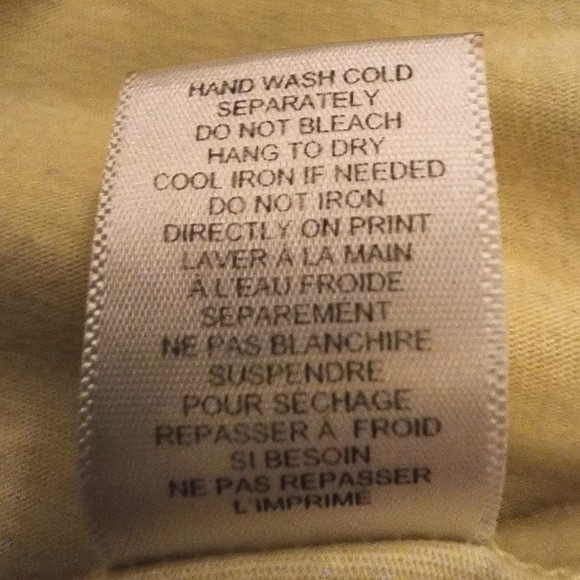 HAND WASH COLD
SEPARATELY
DO NOT BLEACH
HANG TO DRY
COOL IRON IF NEEDED
DO NOT IRON
DIRECTLY ON PRINT
LAVER À LA MAIN
À L'EAU FROIDE
SEPAREMENT
NE PAS BLANCHIRE
SUSPENDRE
POUR SECHAGE
REPASSER À FROID
SI BESOIN
NE PAS REPASSER
L'IMPRIMÉ